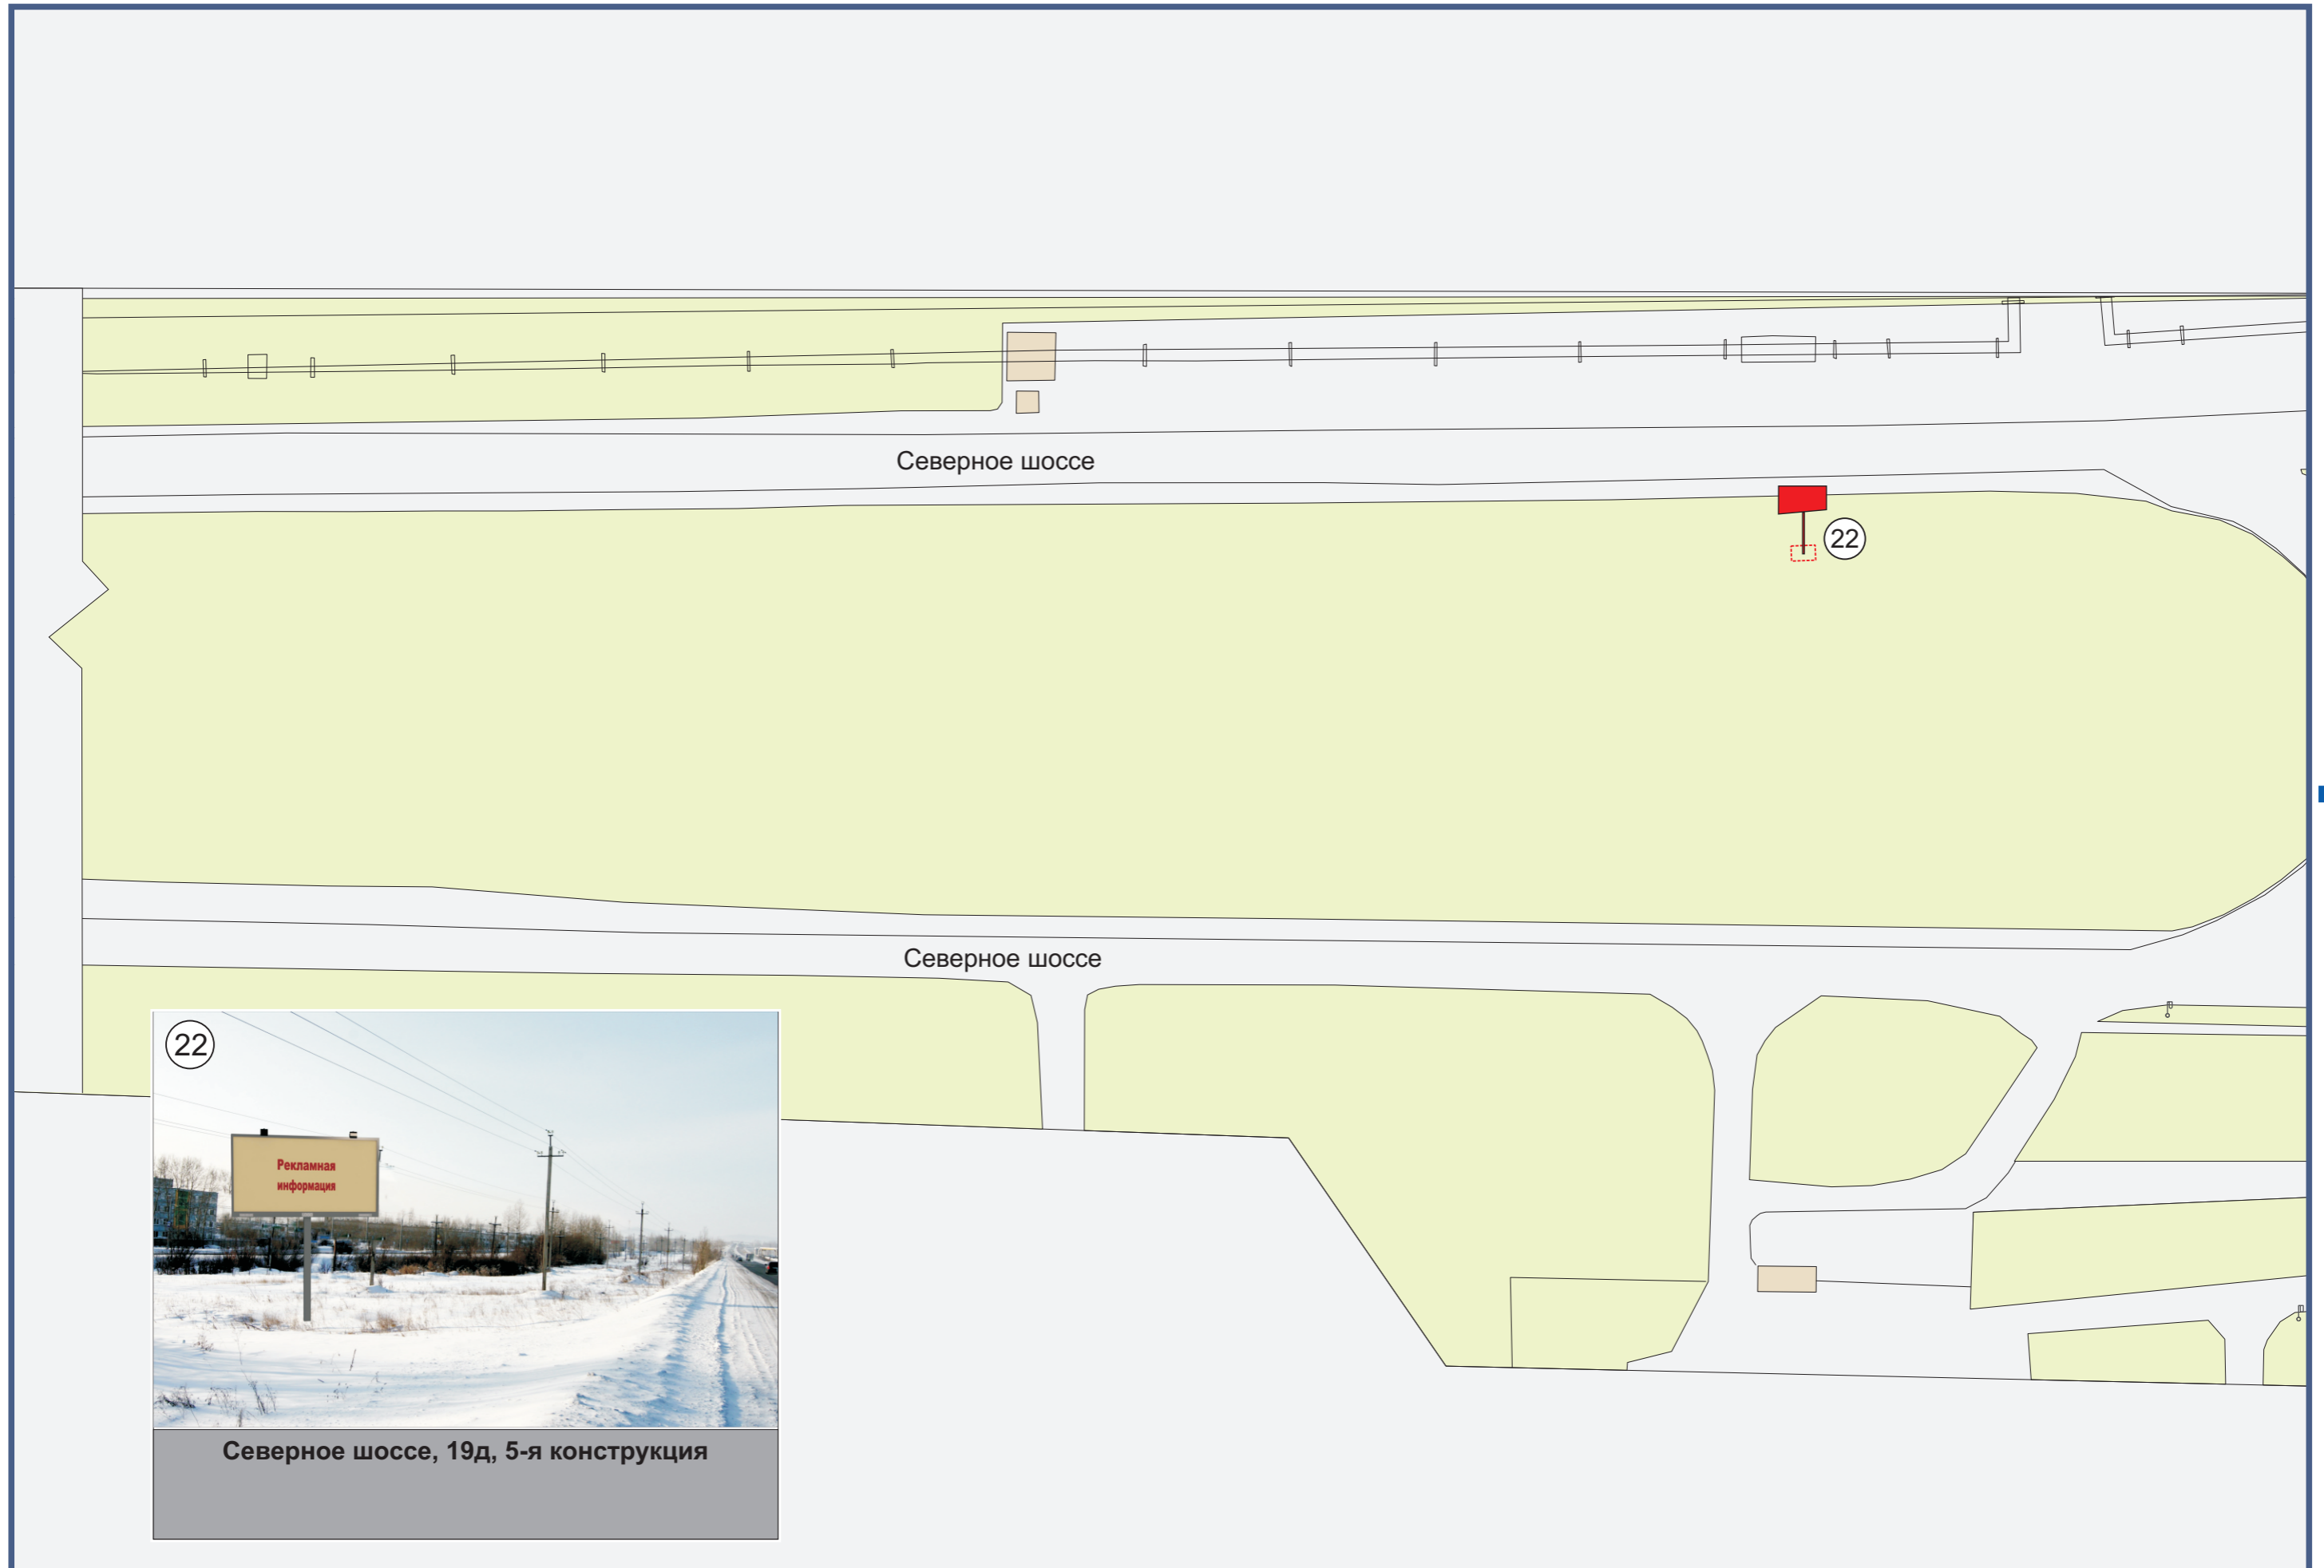 Северное шоссе
22
Северное шоссе
22
Рекламная
информация
Северное шоссе, 19д, 5-я конструкция